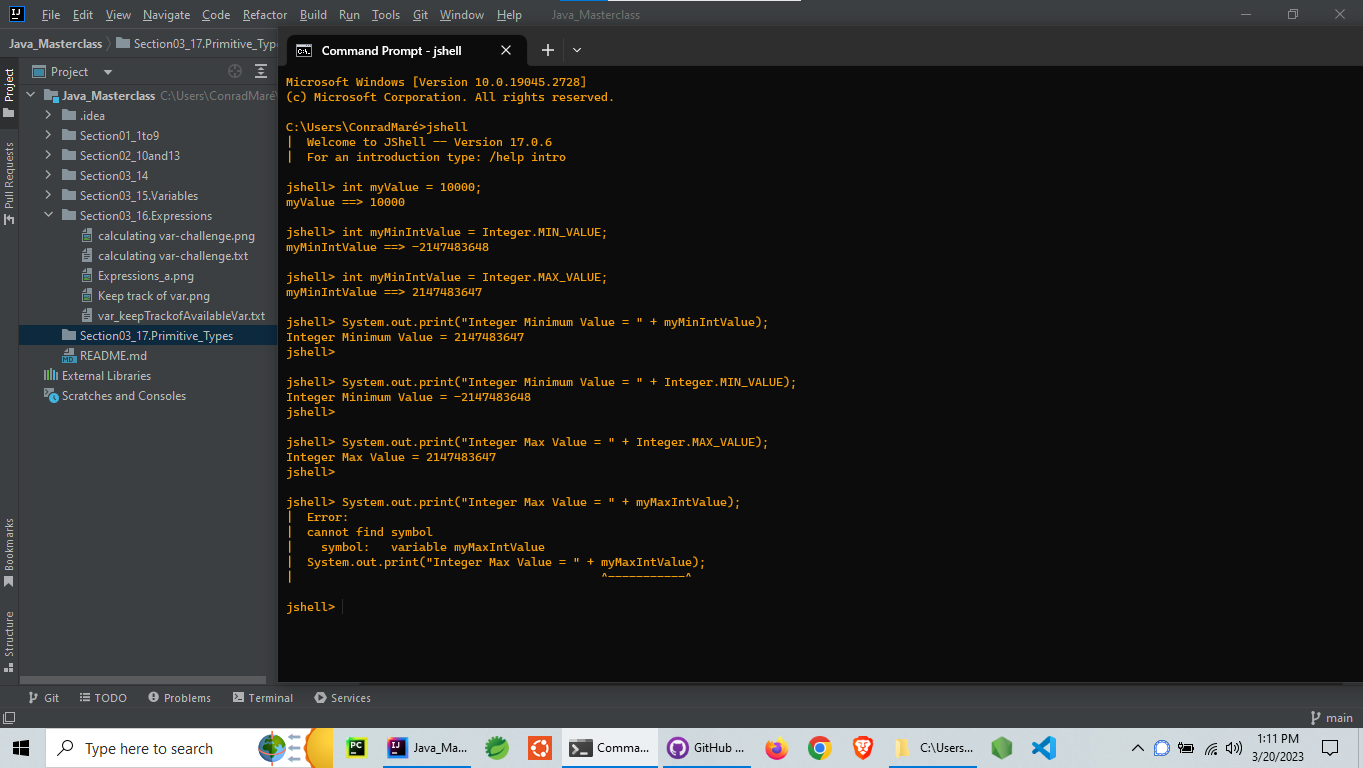 File Edit View Navigate Code Refactor Build Run Tools Git Window Help Java_Masterclass
Java_Masterclass Section03_17.Primitive_Typ
Command Prompt - jshell
Project
Project
Java_Masterclass C:\Users\ConradMaré\
.idea
Section01_1to9
Section02_10and13
Section03_14
Section03_15.Variables
Section03_16.Expressions
calculating var-challenge.png
calculating var-challenge.txt
Expressions_a.png
Keep track of var.png
var_keepTrackofAvailableVar.txt
Section03_17.Primitive_Types
README.md
External Libraries
Scratches and Consoles
Pull Requests
Bookmarks
Structure
Microsoft Windows [Version 10.0.19045.2728]
(c) Microsoft Corporation. All rights reserved.
C:\Users\ConradMaré>jshell
| Welcome to JShell -- Version 17.0.6
| For an introduction type: /help intro
jshell> int myValue = 10000;
myValue ==> 10000
jshell> int myMinIntValue = Integer.MIN_VALUE;
myMinIntValue ==> -2147483648
jshell> int myMinIntValue = Integer.MAX_VALUE;
myMinIntValue ==> 2147483647
jshell> System.out.print("Integer Minimum Value = " + myMinIntValue);
Integer Minimum Value = 2147483647
jshell>
jshell> System.out.print("Integer Minimum Value = " + Integer.MIN_VALUE);
Integer Minimum Value = -2147483648
jshell>
jshell> System.out.print("Integer Max Value = " + Integer.MAX_VALUE);
Integer Max Value = 2147483647
jshell>
jshell> System.out.print("Integer Max Value = " + myMaxIntValue);
| Error:
| cannot find symbol
| symbol: variable myMaxIntValue
| System.out.print("Integer Max Value = " + myMaxIntValue);
| ^-----------^
jshell>
Git TODO Problems Terminal Services
main
Type here to search
Java_Ma...
Comma...
GitHub ...
C:\Users...
1:11 PM
3/20/2023